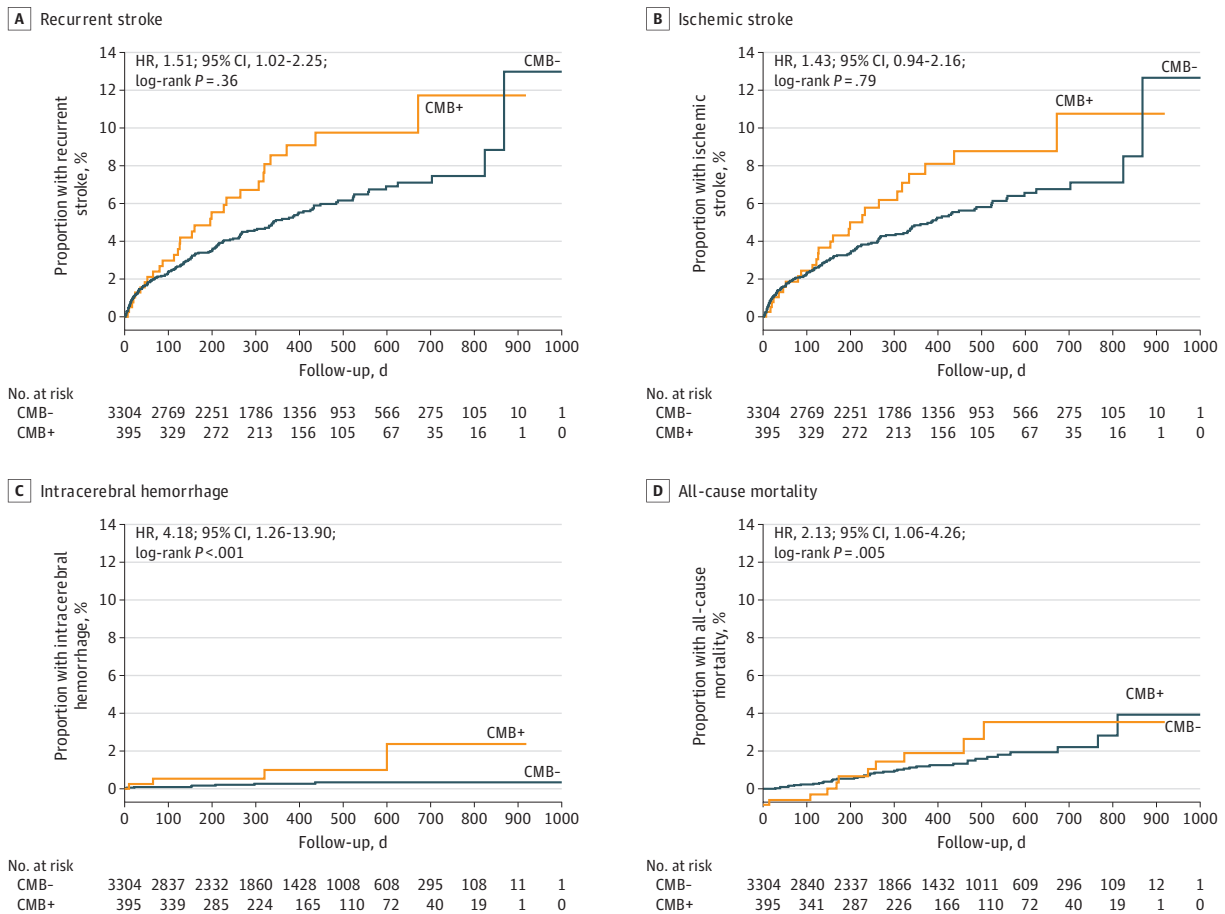 A Recurrent stroke
HR, 1.51; 95% CI, 1.02-2.25;
log-rank P = .36
CMB-
CMB+
Proportion with recurrent
stroke, %
14
12
10
8
6
4
2
0
0 100 200 300 400 500 600 700 800 900 1000
Follow-up, d
No. at risk
CMB- 3304 2769 2251 1786 1356 953 566 275 105 10 1
CMB+ 395 329 272 213 156 105 67 35 16 1 0
B Ischemic stroke
HR, 1.43; 95% CI, 0.94-2.16;
log-rank P = .79
CMB-
CMB+
Proportion with ischemic
stroke, %
14
12
10
8
6
4
2
0
0 100 200 300 400 500 600 700 800 900 1000
Follow-up, d
No. at risk
CMB- 3304 2769 2251 1786 1356 953 566 275 105 10 1
CMB+ 395 329 272 213 156 105 67 35 16 1 0
C Intracerebral hemorrhage
HR, 4.18; 95% CI, 1.26-13.90;
log-rank P <.001
CMB+
CMB-
Proportion with intracerebral
hemorrhage, %
14
12
10
8
6
4
2
0
0 100 200 300 400 500 600 700 800 900 1000
Follow-up, d
No. at risk
CMB- 3304 2837 2332 1860 1428 1008 608 295 108 11 1
CMB+ 395 339 285 224 165 110 72 40 19 1 0
D All-cause mortality
HR, 2.13; 95% CI, 1.06-4.26;
log-rank P = .005
CMB+
CMB-
Proportion with all-cause
mortality, %
14
12
10
8
6
4
2
0
0 100 200 300 400 500 600 700 800 900 1000
Follow-up, d
No. at risk
CMB- 3304 2840 2337 1866 1432 1011 609 296 109 12 1
CMB+ 395 341 287 226 166 110 72 40 19 1 0